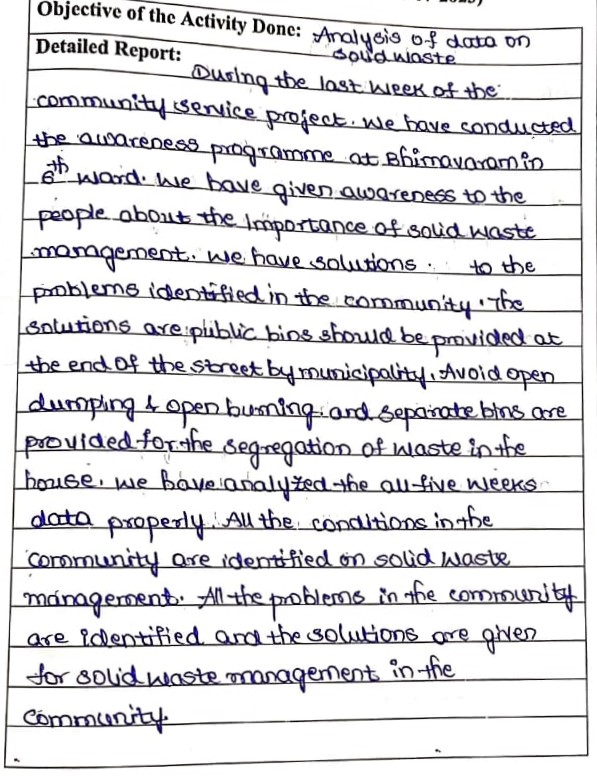 Objective of the Activity Done: Analysis of data on
solid waste
Detailed Report:
During the last week of the
community service project. We have conducted
the awareness programme at Bhimavaram in
6th ward. We have given awareness to the
people about the importance of solid waste
management. We have solutions. to the
problems identified in the community. The
solutions are public bins should be provided at
the end of the street by municipality. Avoid open
dumping & open burning and separate bins are
provided for the segregation of waste in the
house. We have analyzed the all five weeks
data properly. All the conditions in the
community are identified on solid waste
management. All the problems in the community
are identified and the solutions are given
for solid waste management in the
community.